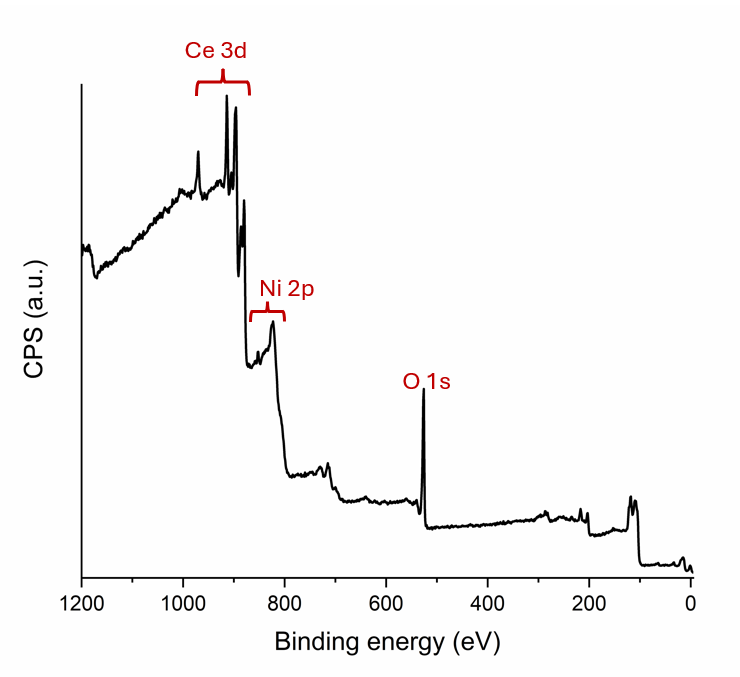 Ce 3d
Ni 2p
O 1s
CPS (a.u.)
1200 1000 800 600 400 200 0
Binding energy (eV)